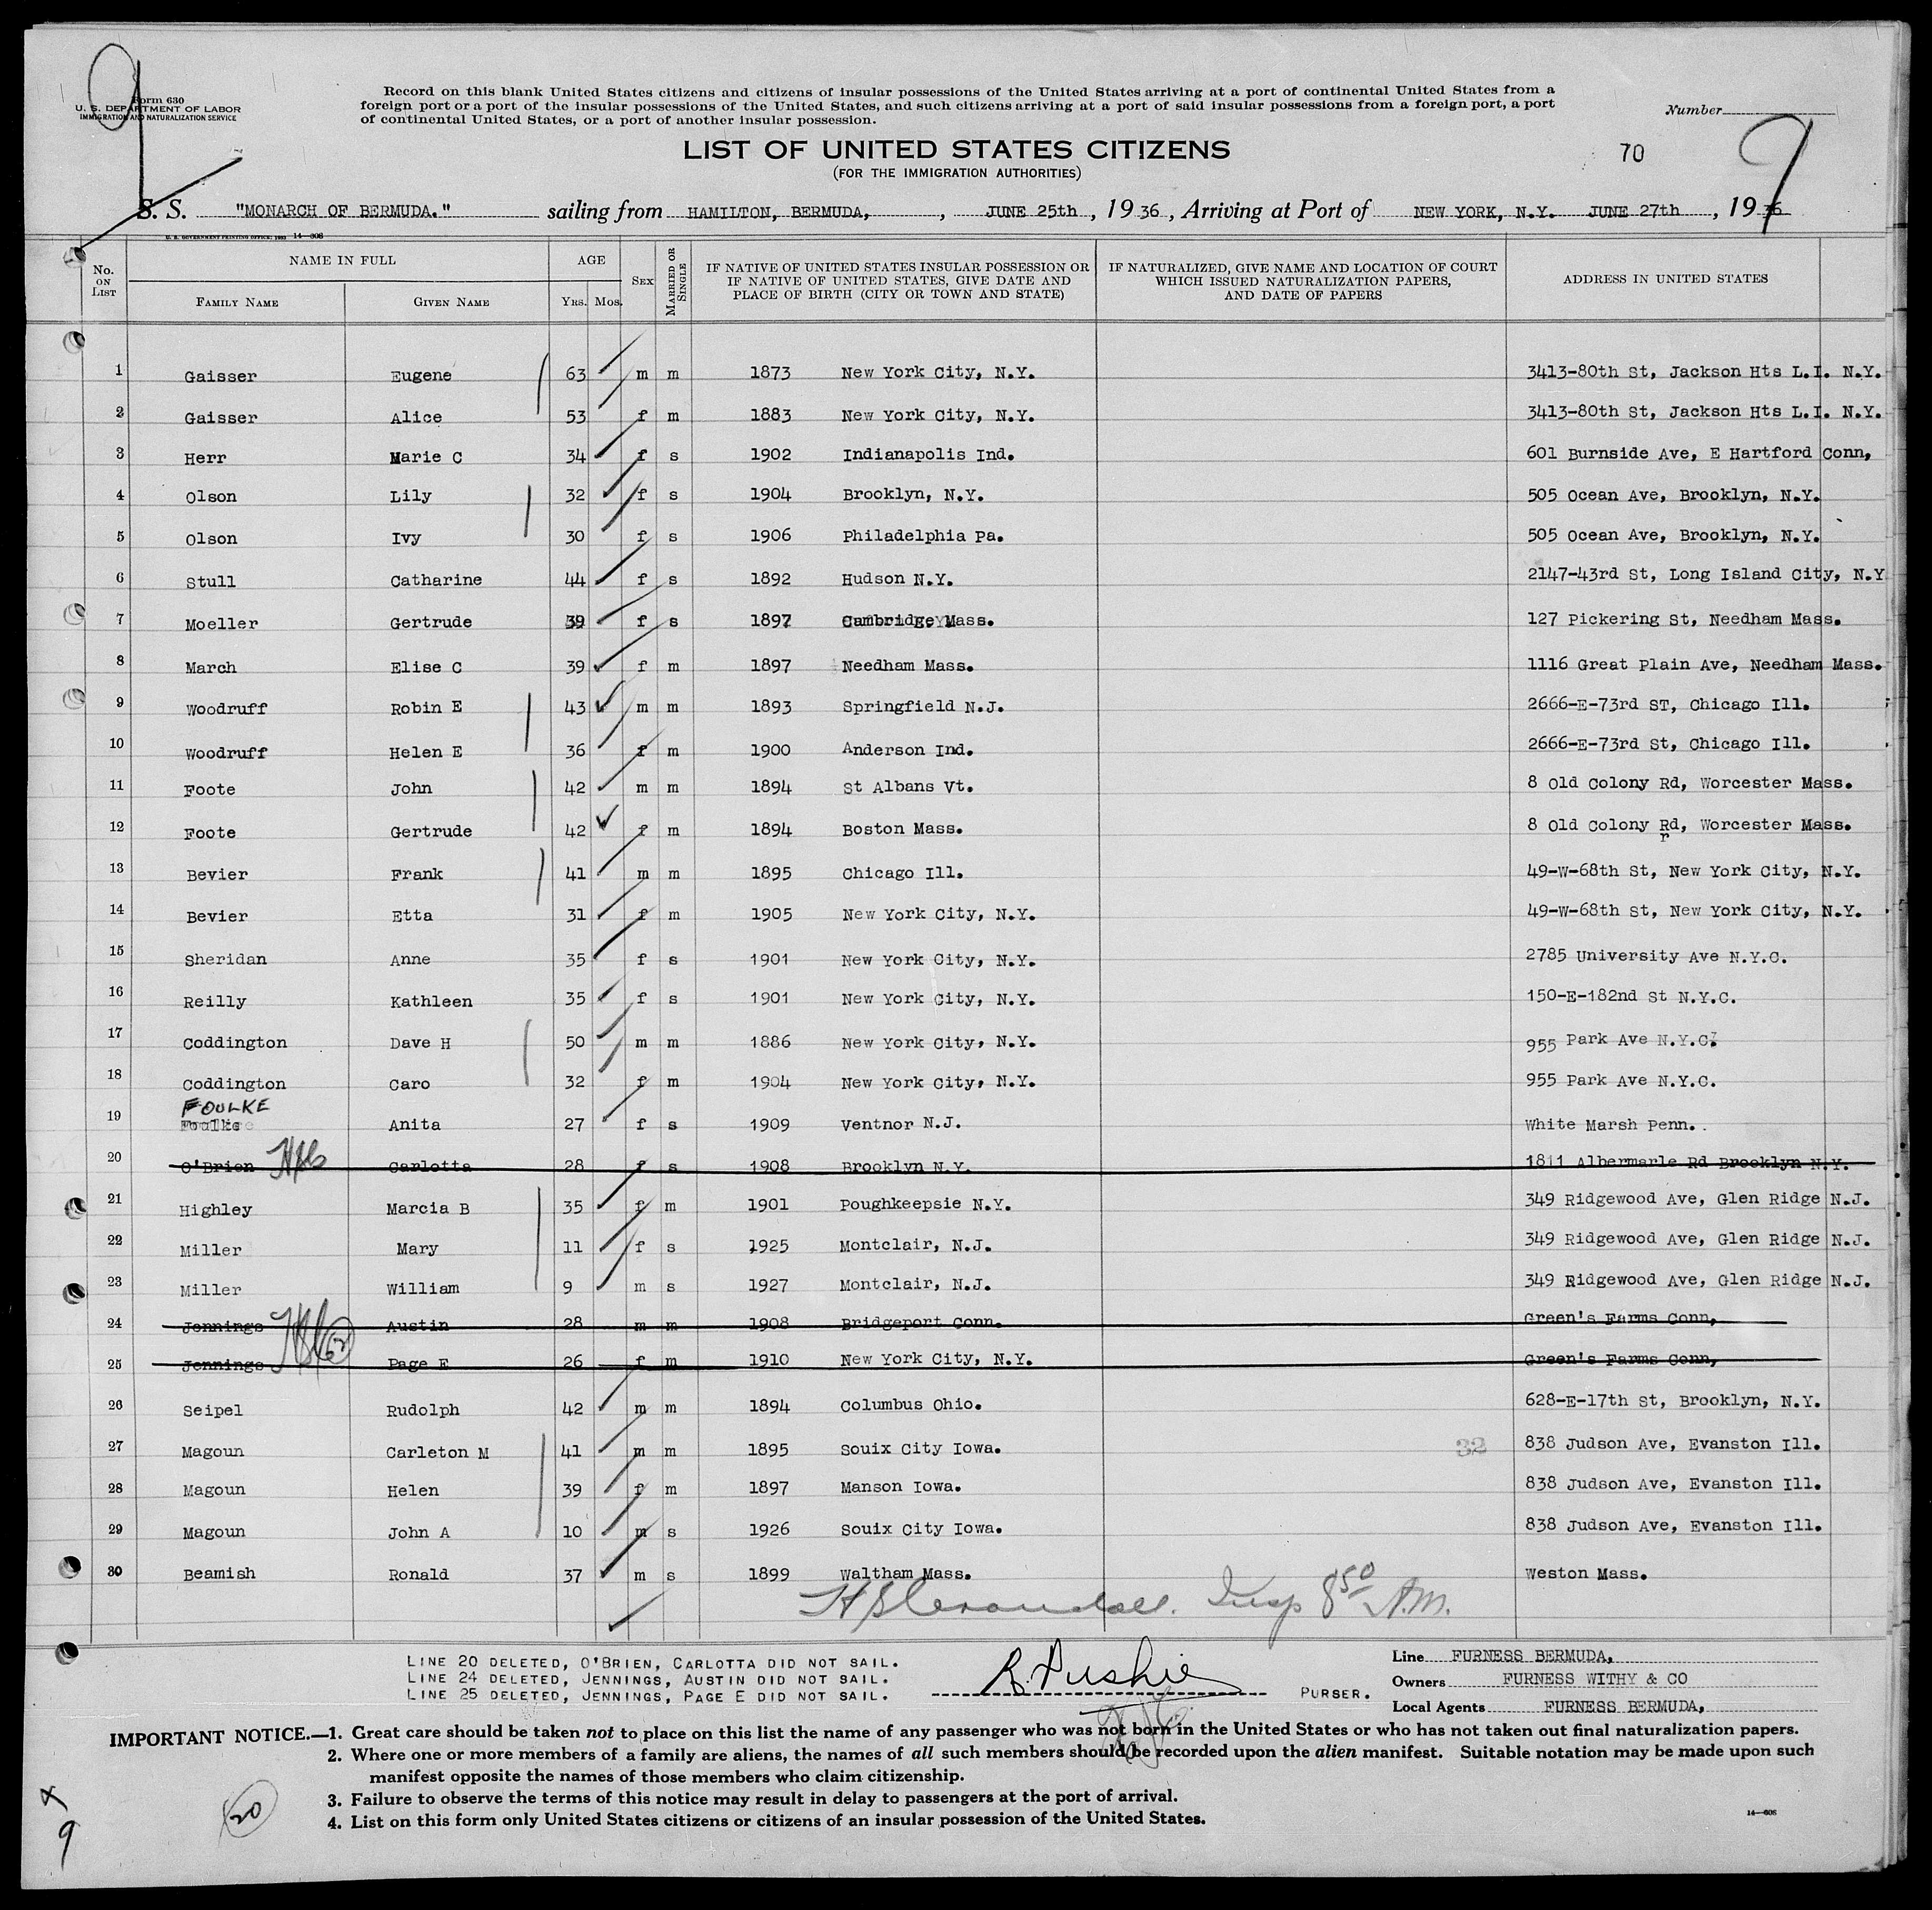 9
Form 630
U. S. DEPARTMENT OF LABOR
IMMIGRATION AND NATURALIZATION SERVICE
Record on this blank United States citizens and citizens of insular possessions of the United States arriving at a port of continental United States from a
foreign port or a port of the insular possessions of the United States, and such citizens arriving at a port of said insular possessions from a foreign port, a port
of continental United States, or a port of another insular possession.
Number
LIST OF UNITED STATES CITIZENS
(FOR THE IMMIGRATION AUTHORITIES)
70
9
S. S. "MONARCH OF BERMUDA." sailing from HAMILTON, BERMUDA, , JUNE 25th , 19 36 , Arriving at Port of NEW YORK, N.Y. JUNE 27th , 19 36
U. S. GOVERNMENT PRINTING OFFICE: 1933 14—608
No. ON LIST
NAME IN FULL
FAMILY NAME GIVEN NAME
AGE
YRS. MOS.
SEX
MARRIED OR SINGLE
IF NATIVE OF UNITED STATES INSULAR POSSESSION OR
IF NATIVE OF UNITED STATES, GIVE DATE AND
PLACE OF BIRTH (CITY OR TOWN AND STATE)
IF NATURALIZED, GIVE NAME AND LOCATION OF COURT
WHICH ISSUED NATURALIZATION PAPERS,
AND DATE OF PAPERS
ADDRESS IN UNITED STATES
1 Gaisser Eugene 63 m m 1873 New York City, N.Y. 3413-80th St, Jackson Hts L.I. N.Y.
2 Gaisser Alice 53 f m 1883 New York City, N.Y. 3413-80th St, Jackson Hts L.I. N.Y.
3 Herr Marie C 34 f s 1902 Indianapolis Ind. 601 Burnside Ave, E Hartford Conn,
4 Olson Lily 32 f s 1904 Brooklyn, N.Y. 505 Ocean Ave, Brooklyn, N.Y.
5 Olson Ivy 30 f s 1906 Philadelphia Pa. 505 Ocean Ave, Brooklyn, N.Y.
6 Stull Catharine 44 f s 1892 Hudson N.Y. 2147-43rd St, Long Island City, N.Y
7 Moeller Gertrude 39 f s 1897 Cambridge Mass. 127 Pickering St, Needham Mass.
8 March Elise C 39 f m 1897 Needham Mass. 1116 Great Plain Ave, Needham Mass.
9 Woodruff Robin E 43 m m 1893 Springfield N.J. 2666-E-73rd ST, Chicago Ill.
10 Woodruff Helen E 36 f m 1900 Anderson Ind. 2666-E-73rd St, Chicago Ill.
11 Foote John 42 m m 1894 St Albans Vt. 8 Old Colony Rd, Worcester Mass.
12 Foote Gertrude 42 f m 1894 Boston Mass. 8 Old Colony Rd, Worcester Mass.
r
13 Bevier Frank 41 m m 1895 Chicago Ill. 49-W-68th St, New York City, N.Y.
14 Bevier Etta 31 f m 1905 New York City, N.Y. 49-W-68th St, New York City, N.Y.
15 Sheridan Anne 35 f s 1901 New York City, N.Y. 2785 University Ave N.Y.C.
16 Reilly Kathleen 35 f s 1901 New York City, N.Y. 150-E-182nd St N.Y.C.
17 Coddington Dave H 50 m m 1886 New York City, N.Y. 955 Park Ave N.Y.C.
18 Coddington Caro 32 f m 1904 New York City, N.Y. 955 Park Ave N.Y.C.
FOULKE
19 Anita 27 f s 1909 Ventnor N.J. White Marsh Penn.
20 O'Brien Carlotta 28 f s 1908 Brooklyn N.Y. 1811 Albermarle Rd Brooklyn N.Y.
21 Highley Marcia B 35 f m 1901 Poughkeepsie N.Y. 349 Ridgewood Ave, Glen Ridge N.J.
22 Miller Mary 11 f s 1925 Montclair, N.J. 349 Ridgewood Ave, Glen Ridge N.J.
23 Miller William 9 m s 1927 Montclair, N.J. 349 Ridgewood Ave, Glen Ridge N.J.
24 Jennings Austin 28 m m 1908 Bridgeport Conn. Green's Farms Conn,
25 Jennings Page E 26 f m 1910 New York City, N.Y. Green's Farms Conn,
26 Seipel Rudolph 42 m m 1894 Columbus Ohio. 628-E-17th St, Brooklyn, N.Y.
27 Magoun Carleton M 41 m m 1895 Souix City Iowa. 32 838 Judson Ave, Evanston Ill.
28 Magoun Helen 39 f m 1897 Manson Iowa. 838 Judson Ave, Evanston Ill.
29 Magoun John A 10 m s 1926 Souix City Iowa. 838 Judson Ave, Evanston Ill.
30 Beamish Ronald 37 m s 1899 Waltham Mass. Weston Mass.
Insp 8 50 A.M.
LINE 20 DELETED, O'BRIEN, CARLOTTA DID NOT SAIL.
LINE 24 DELETED, JENNINGS, AUSTIN DID NOT SAIL.
LINE 25 DELETED, JENNINGS, PAGE E DID NOT SAIL.
PURSER.
Line FURNESS BERMUDA,
Owners FURNESS WITHY & CO
Local Agents FURNESS BERMUDA,
IMPORTANT NOTICE.—1. Great care should be taken not to place on this list the name of any passenger who was not born in the United States or who has not taken out final naturalization papers.
2. Where one or more members of a family are aliens, the names of all such members should be recorded upon the alien manifest. Suitable notation may be made upon such
manifest opposite the names of those members who claim citizenship.
3. Failure to observe the terms of this notice may result in delay to passengers at the port of arrival.
4. List on this form only United States citizens or citizens of an insular possession of the United States.
x
9
20
14—608